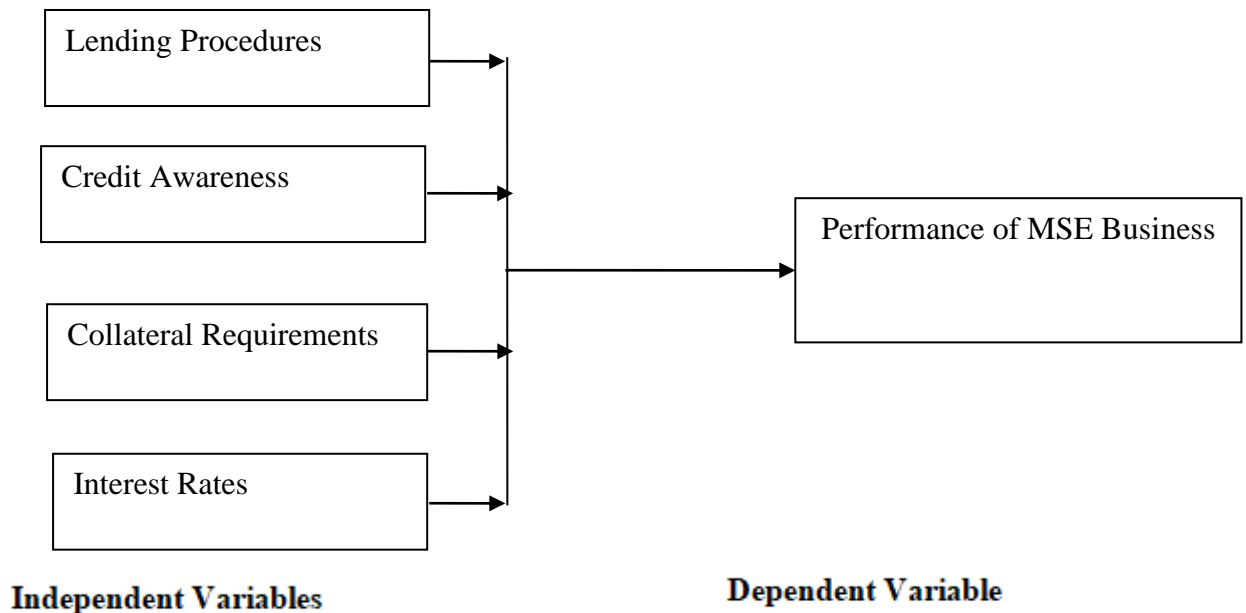 Lending Procedures
Credit Awareness
Performance of MSE Business
Collateral Requirements
Interest Rates
Independent Variables
Dependent Variable